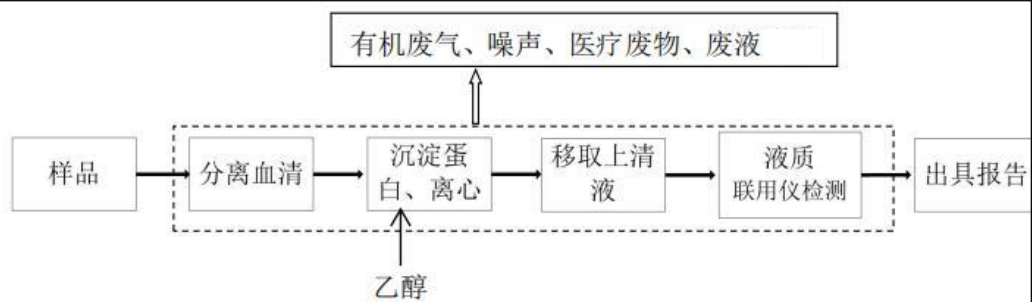 有机废气、噪声、医疗废物、废液
样品
分离血清
沉淀蛋
白、离心
移取上清
液
液质
联用仪检测
出具报告
乙醇